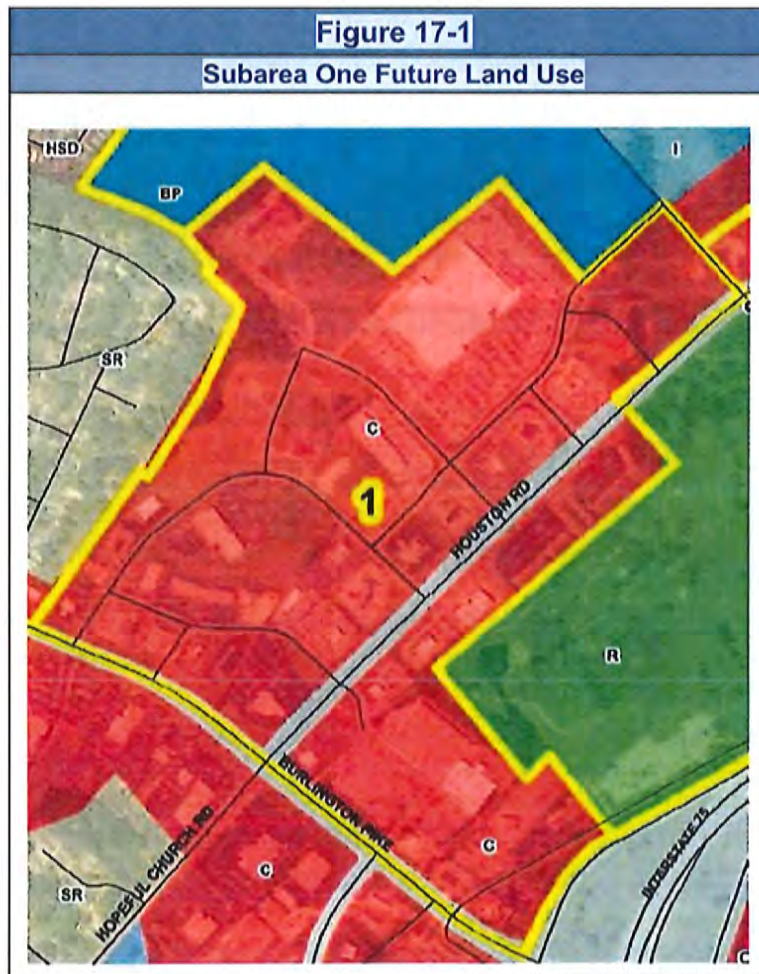 Figure 17-1
Subarea One Future Land Use
HSD
I
BP
SR
C
1
HOUSTON RD
R
BURLINGTON PIKE
HOPEFUL CHURCH RD
C
C
SR
INTERSTATE 75